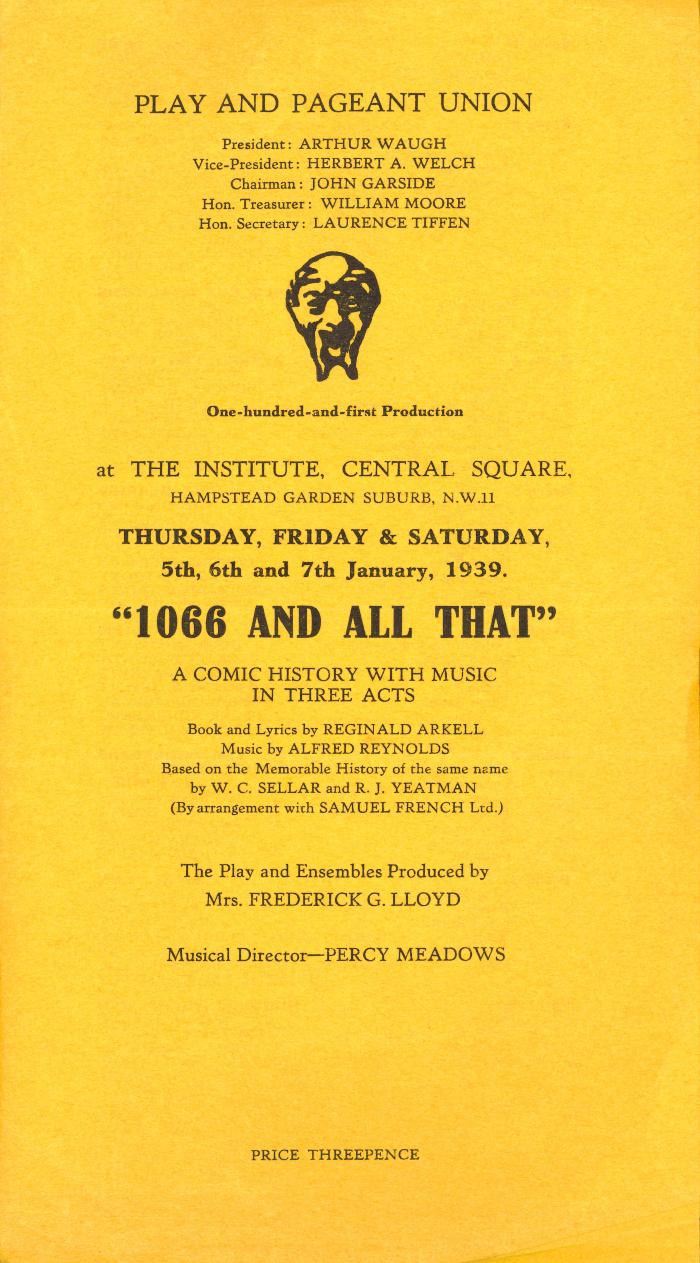 PLAY AND PAGEANT UNION
President: ARTHUR WAUGH
Vice-President: HERBERT A. WELCH
Chairman: JOHN GARSIDE
Hon. Treasurer: WILLIAM MOORE
Hon. Secretary: LAURENCE TIFFEN
One-hundred-and-first Production
at THE INSTITUTE, CENTRAL SQUARE,
HAMPSTEAD GARDEN SUBURB, N.W.11
THURSDAY, FRIDAY & SATURDAY,
5th, 6th and 7th January, 1939.
“1066 AND ALL THAT”
A COMIC HISTORY WITH MUSIC
IN THREE ACTS
Book and Lyrics by REGINALD ARKELL
Music by ALFRED REYNOLDS
Based on the Memorable History of the same name
by W. C. SELLAR and R. J. YEATMAN
(By arrangement with SAMUEL FRENCH Ltd.)
The Play and Ensembles Produced by
Mrs. FREDERICK G. LLOYD
Musical Director—PERCY MEADOWS
PRICE THREEPENCE